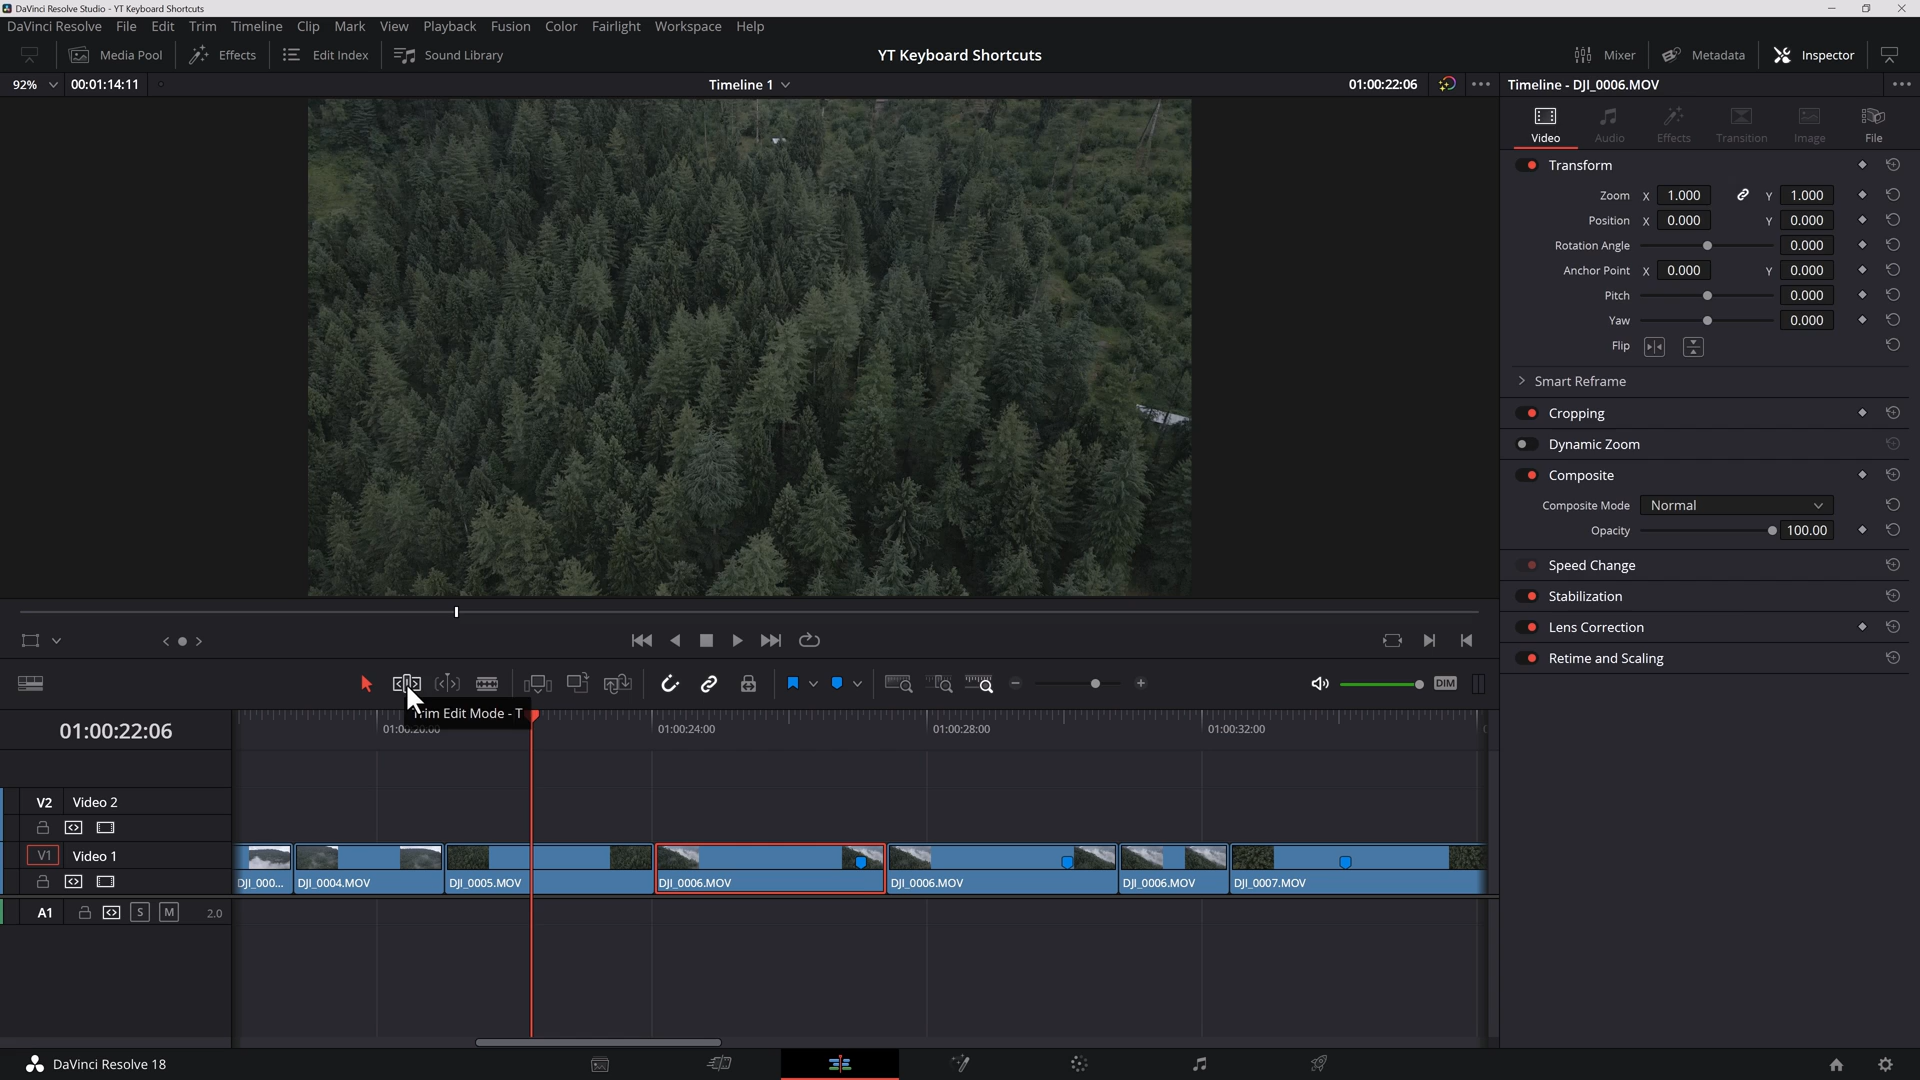 DaVinci Resolve Studio - YT Keyboard Shortcuts
DaVinci Resolve File Edit Trim Timeline Clip Mark View Playback Fusion Color Fairlight Workspace Help
Media Pool Effects Edit Index Sound Library YT Keyboard Shortcuts Mixer Metadata Inspector
92% 00:01:14:11 Timeline 1 01:00:22:06 Timeline - DJI_0006.MOV
Video Audio Effects Transition Image File
Transform
Zoom X 1.000 Y 1.000
Position X 0.000 Y 0.000
Rotation Angle 0.000
Anchor Point X 0.000 Y 0.000
Pitch 0.000
Yaw 0.000
Flip
Smart Reframe
Cropping
Dynamic Zoom
Composite
Composite Mode Normal
Opacity 100.00
Speed Change
Stabilization
Lens Correction
Retime and Scaling
DIM
Trim Edit Mode - T
01:00:22:06 01:00:20:00 01:00:24:00 01:00:28:00 01:00:32:00
V2 Video 2
V1 Video 1
DJI_000... DJI_0004.MOV DJI_0005.MOV DJI_0006.MOV DJI_0006.MOV DJI_0006.MOV DJI_0007.MOV
A1 S M 2.0
DaVinci Resolve 18